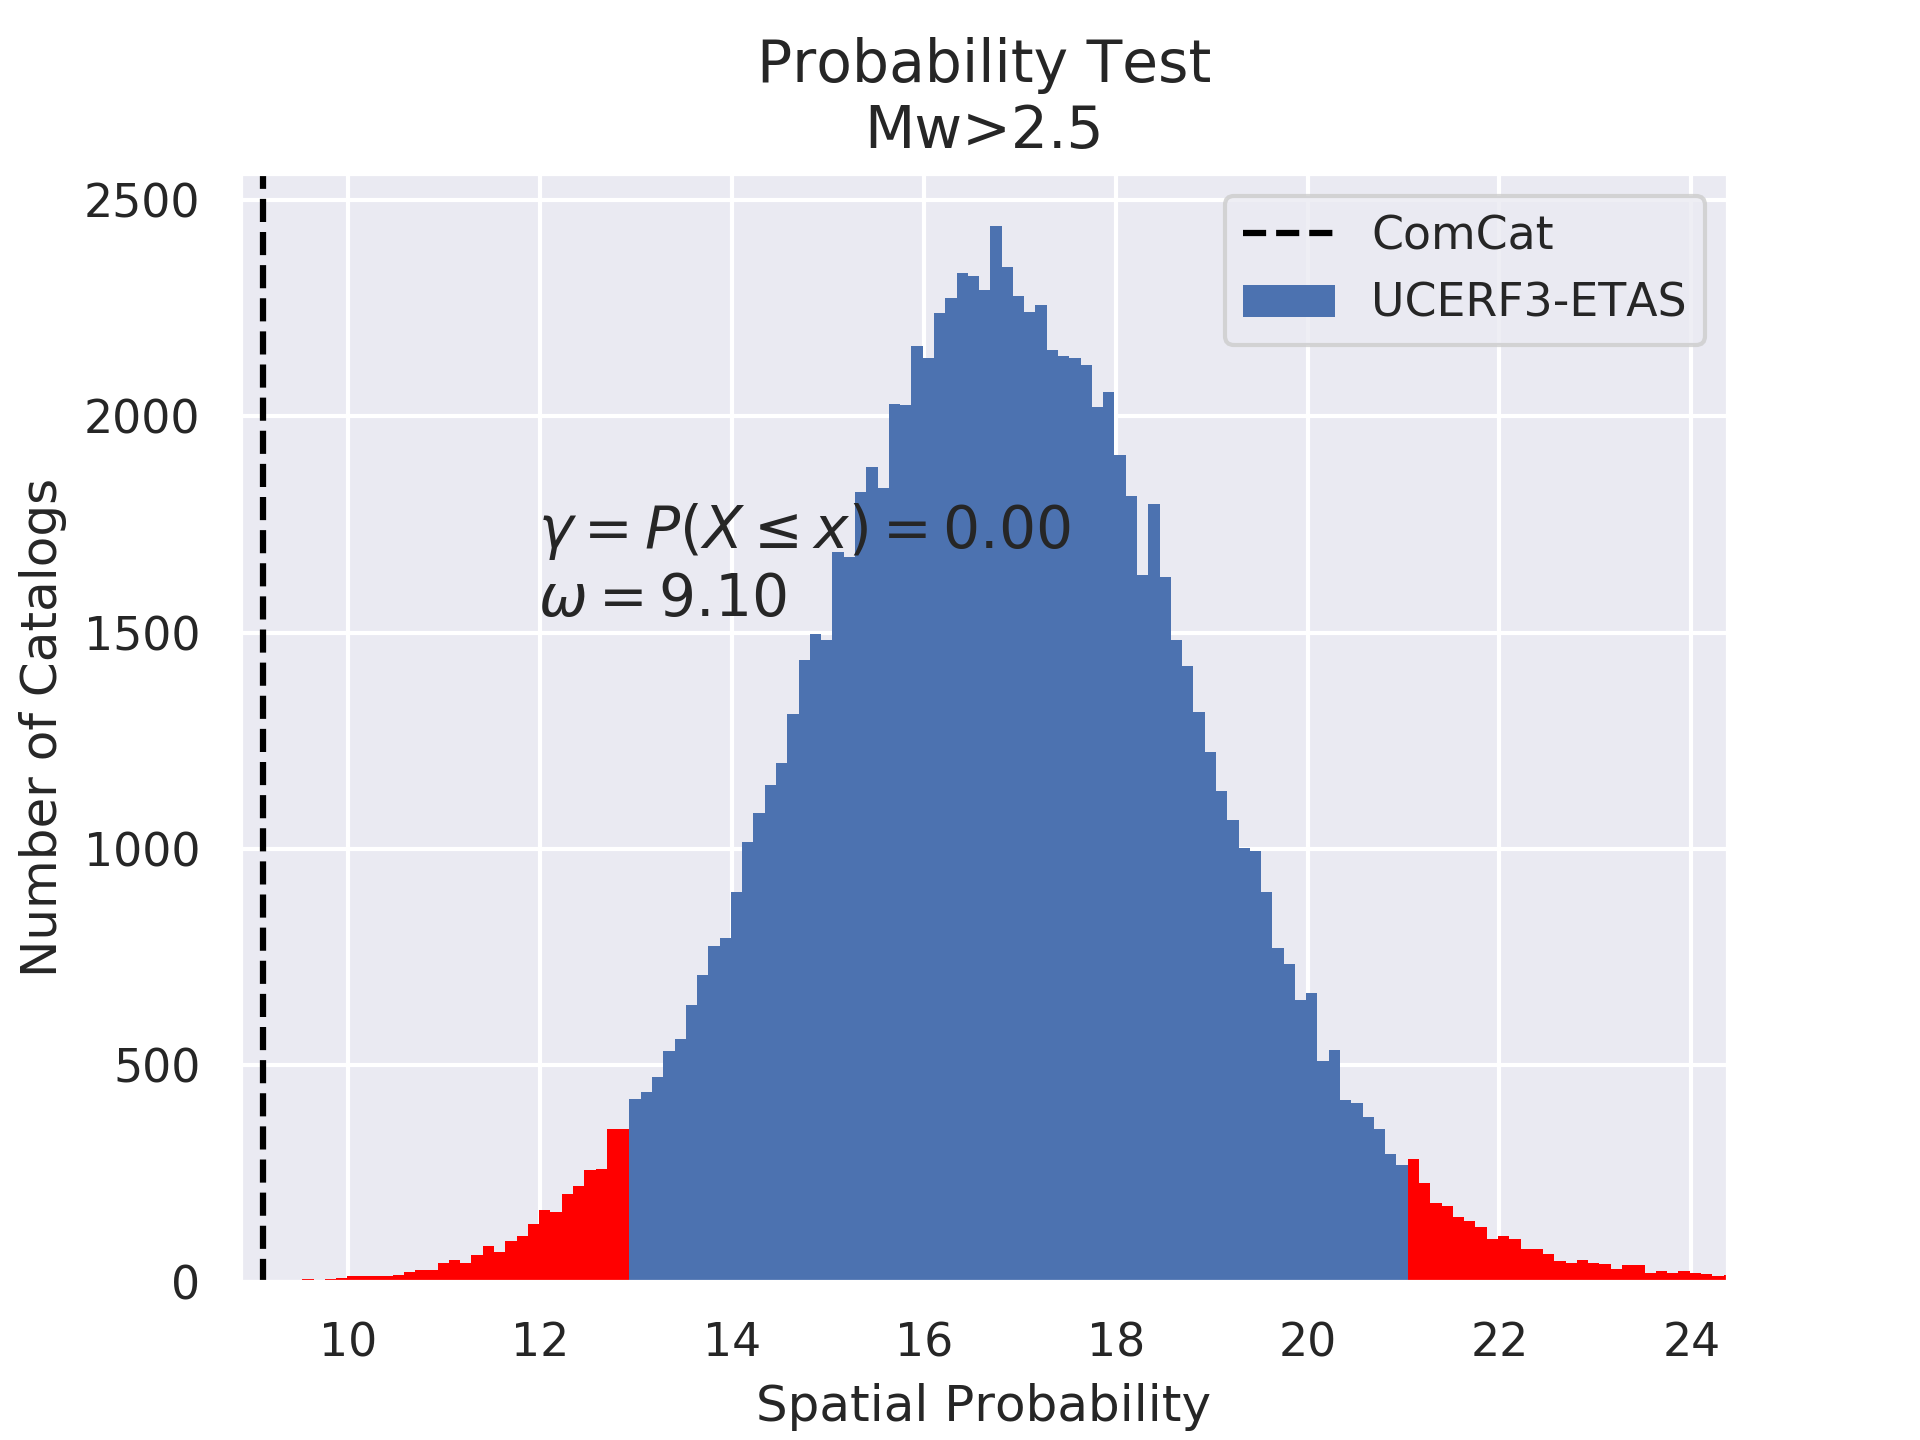 Probability Test
Mw>2.5
2500
2000
1500
1000
500
0
Number of Catalogs
ComCat
UCERF3-ETAS
γ = P(X ≤ x) = 0.00
ω = 9.10
10 12 14 16 18 20 22 24
Spatial Probability